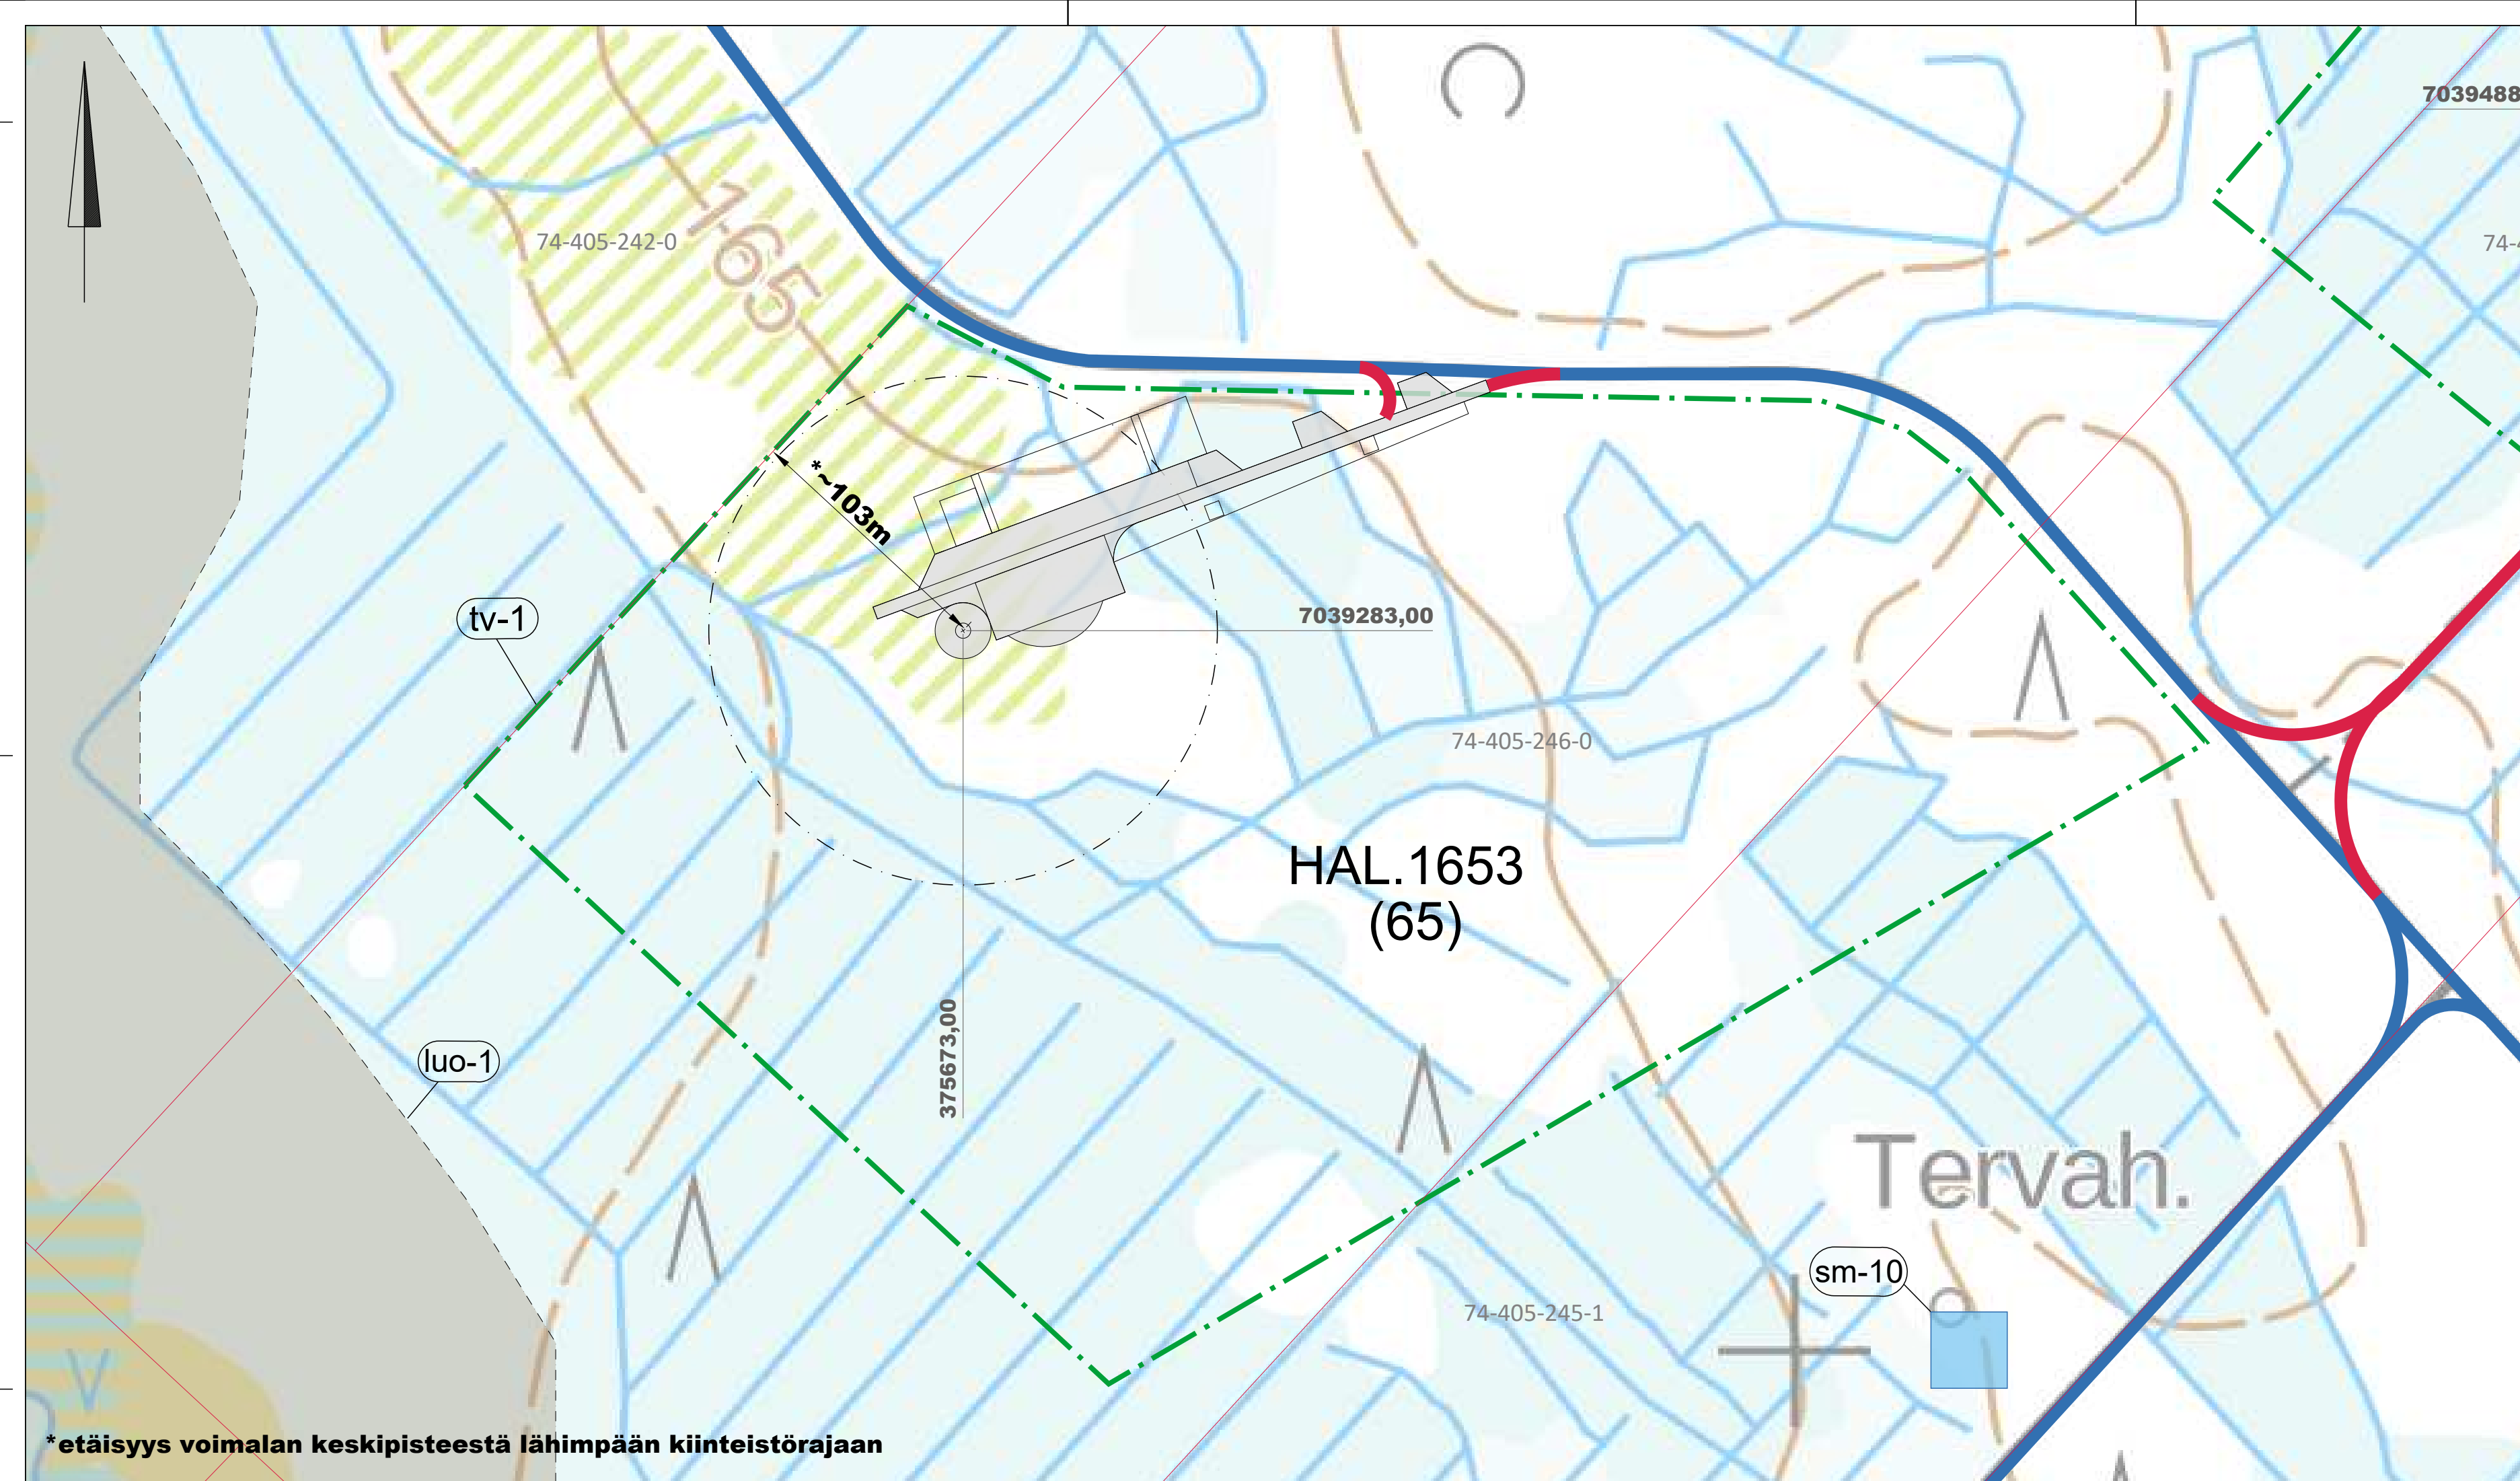 7039488
74-405-242-0
165
74-
*~103m
tv-1
7039283,00
74-405-246-0
HAL.1653
(65)
375673,00
luo-1
Tervah.
sm-10
74-405-245-1
*etäisyys voimalan keskipisteestä lähimpään kiinteistörajaan